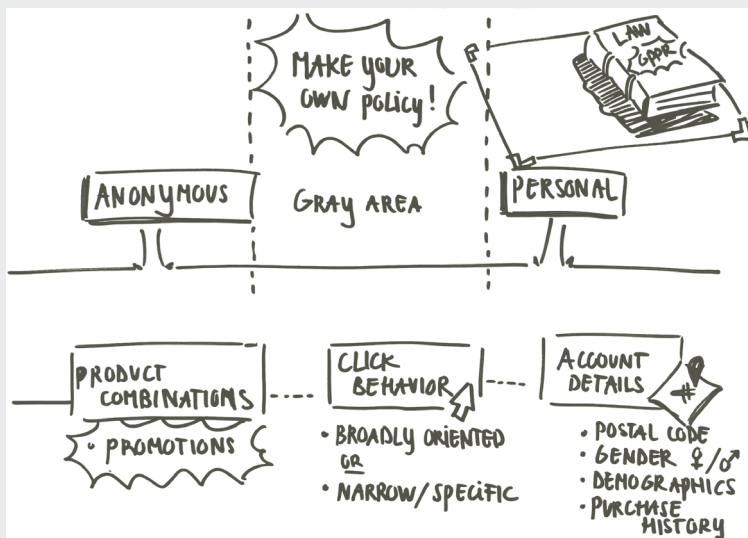 MAKE YOUR
OWN POLICY!
LAW
GDPR
ANONYMOUS
GRAY AREA
PERSONAL
PRODUCT
COMBINATIONS
• PROMOTIONS
CLICK
BEHAVIOR
• BROADLY ORIENTED
OR
• NARROW/SPECIFIC
ACCOUNT
DETAILS
#
• POSTAL CODE
• GENDER ♀/♂
• DEMOGRAPHICS
• PURCHASE
HISTORY